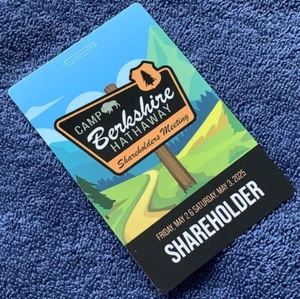 CAMP
Berkshire
HATHAWAY
Shareholders Meeting
FRIDAY, MAY 2 & SATURDAY, MAY 3, 2025
SHAREHOLDER